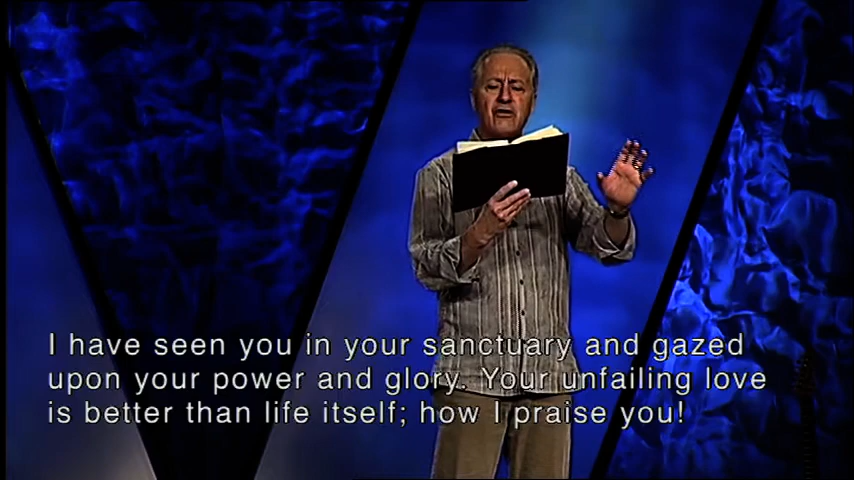 I have seen you in your sanctuary and gazed
upon your power and glory. Your unfailing love
is better than life itself; how I praise you!